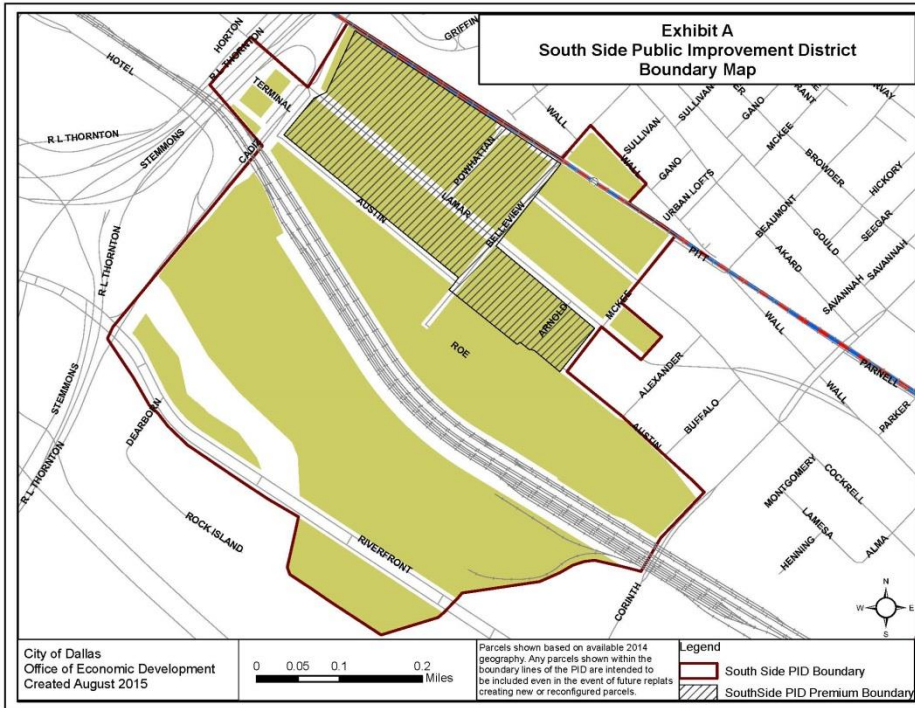 Exhibit A
South Side Public Improvement District
Boundary Map
HORTON
GRIFFIN
R L THORNTON
HOTEL
TERMINAL
R L THORNTON
STEMMONS
CADIZ
WALL
SULLIVAN
SULLIVAN
GANO
MCKEE
BROWDER
HICKORY
WALL
GANO
POWHATTAN
URBAN LOFTS
BEAUMONT
GOULD
SEEGAR
AUSTIN
LAMAR
BELLEVIEW
AKARD
SAVANNAH
SAVANNAH
R L THORNTON
PITT
WALL
ARNOLD
MCKEE
ROE
PARNELL
ALEXANDER
WALL
PARKER
STEMMONS
DEARBORN
BUFFALO
AUSTIN
R L THORNTON
MONTGOMERY
COCKRELL
LAMESA
ROCK ISLAND
RIVERFRONT
HENNING
ALMA
CORINTH
N
W
E
S
City of Dallas
Office of Economic Development
Created August 2015
0 0.05 0.1 0.2
Miles
Parcels shown based on available 2014
geography. Any parcels shown within the
boundary lines of the PID are intended to
be included even in the event of future replats
creating new or reconfigured parcels.
Legend
South Side PID Boundary
SouthSide PID Premium Boundary